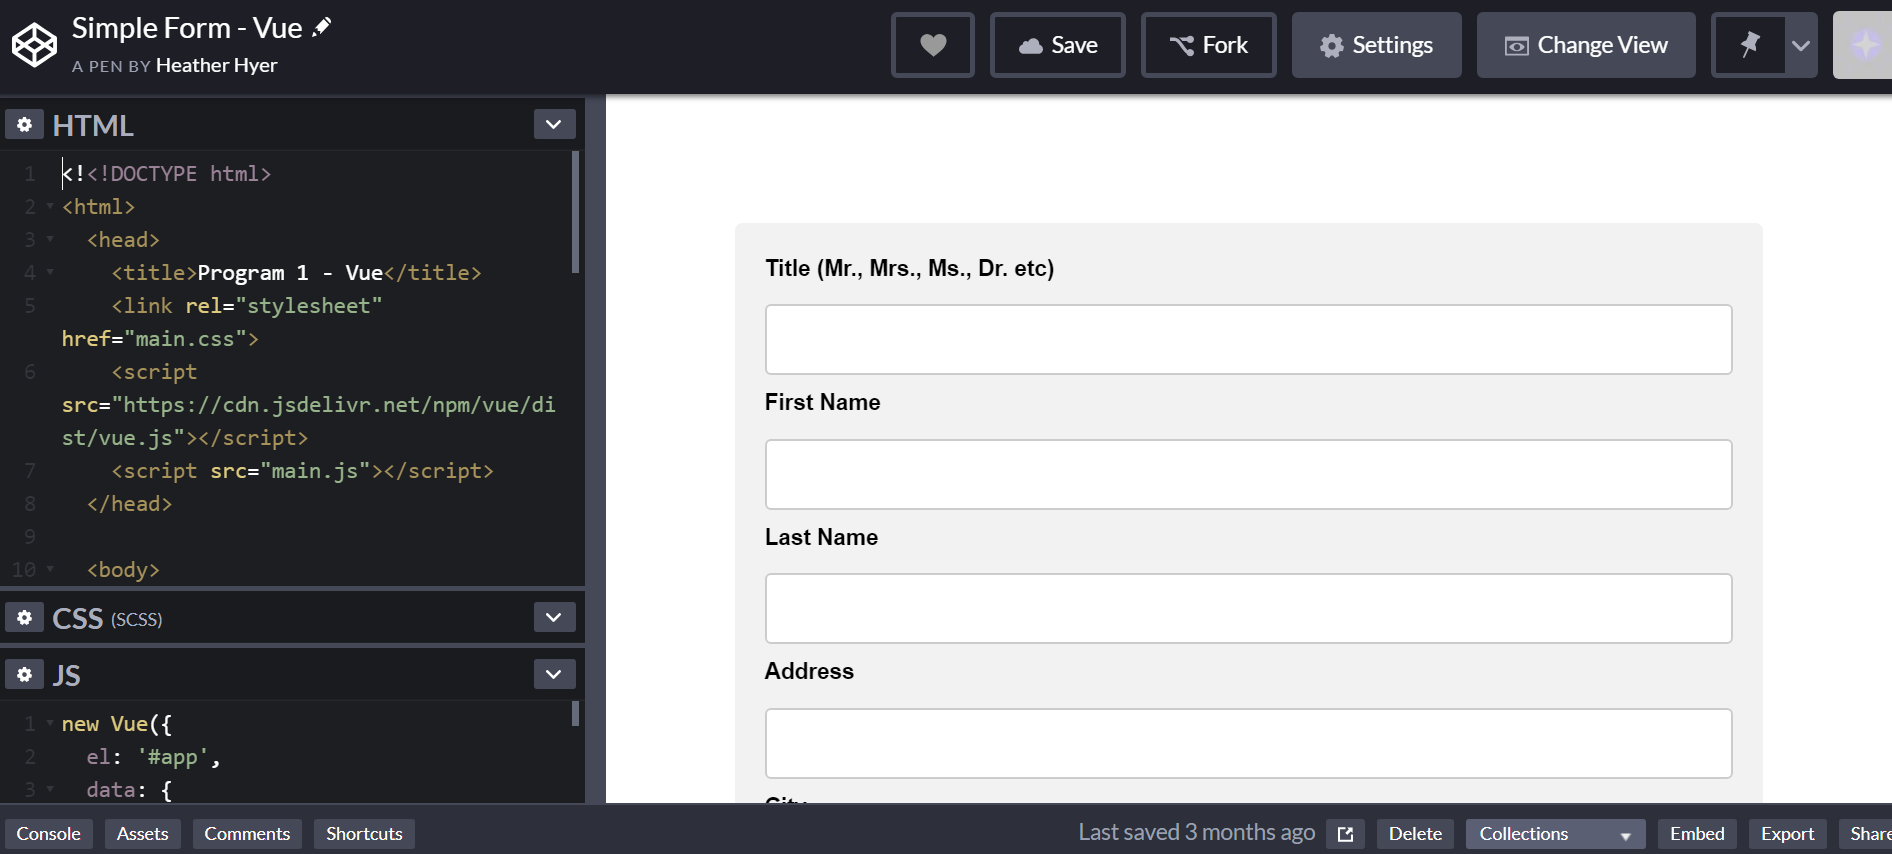 Simple Form - Vue
A PEN BY Heather Hyer
Save
Fork
Settings
Change View
HTML
1 <!<!DOCTYPE html>
2 <html>
3 <head>
4 <title>Program 1 - Vue</title>
5 <link rel="stylesheet"
href="main.css">
6 <script
src="https://cdn.jsdelivr.net/npm/vue/di
st/vue.js"></script>
7 <script src="main.js"></script>
8 </head>
9
10 <body>
CSS (SCSS)
JS
1 new Vue({
2 el: '#app',
3 data: {
Title (Mr., Mrs., Ms., Dr. etc)
First Name
Last Name
Address
City
Console
Assets
Comments
Shortcuts
Last saved 3 months ago
Delete
Collections
Embed
Export
Share